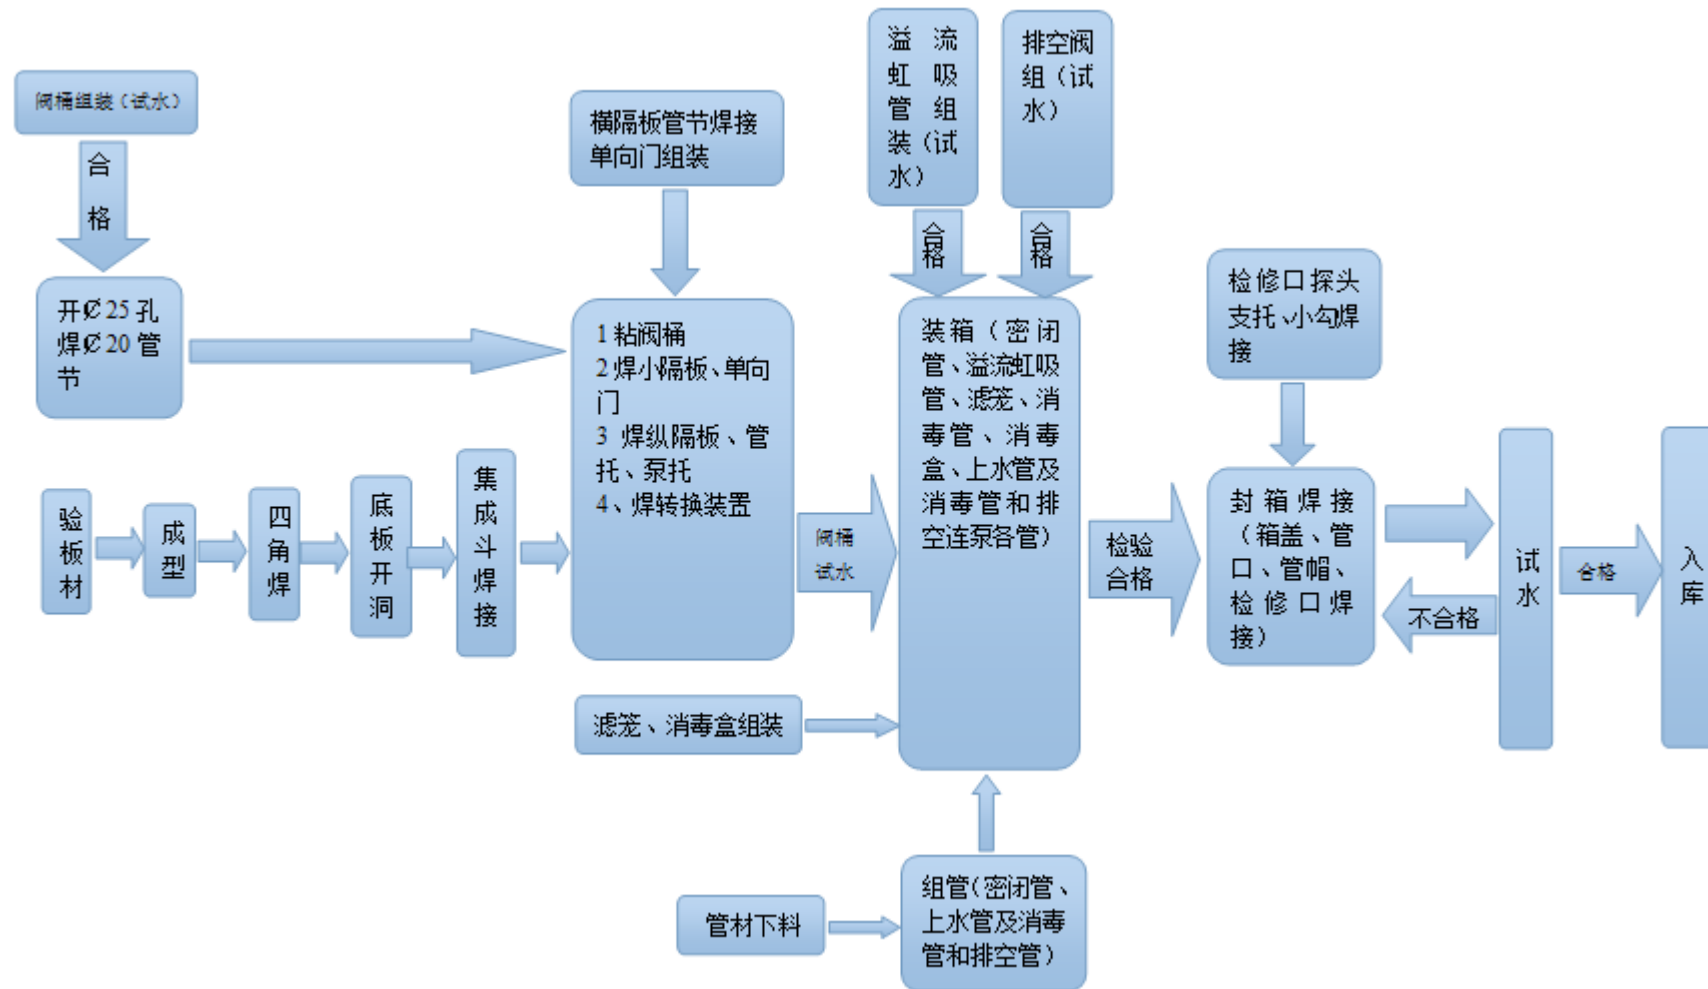 阀桶组装（试水）
合
格
开₡25孔
焊₡20管
节
横隔板管节焊接
单向门组装
溢流
虹吸
管组
装（试
水）
排空阀
组（试
水）
合
格
合
格
验
板
材
成
型
四
角
焊
底
板
开
洞
集
成
斗
焊
接
1粘阀桶
2焊小隔板、单向
门
3 焊纵隔板、管
托、泵托
4、焊转换装置
阀桶
试水
滤笼、消毒盒组装
装箱（密闭
管、溢流虹吸
管、滤笼、消
毒管、消毒
盒、上水管及
消毒管和排
空连泵各管）
管材下料
组管（密闭管、
上水管及消毒
管和排空管）
检验
合格
检修口探头
支托、小勾焊
接
封箱焊接
（箱盖、管
口、管帽、
检修口焊
接）
不合格
试
水
合格
入
库